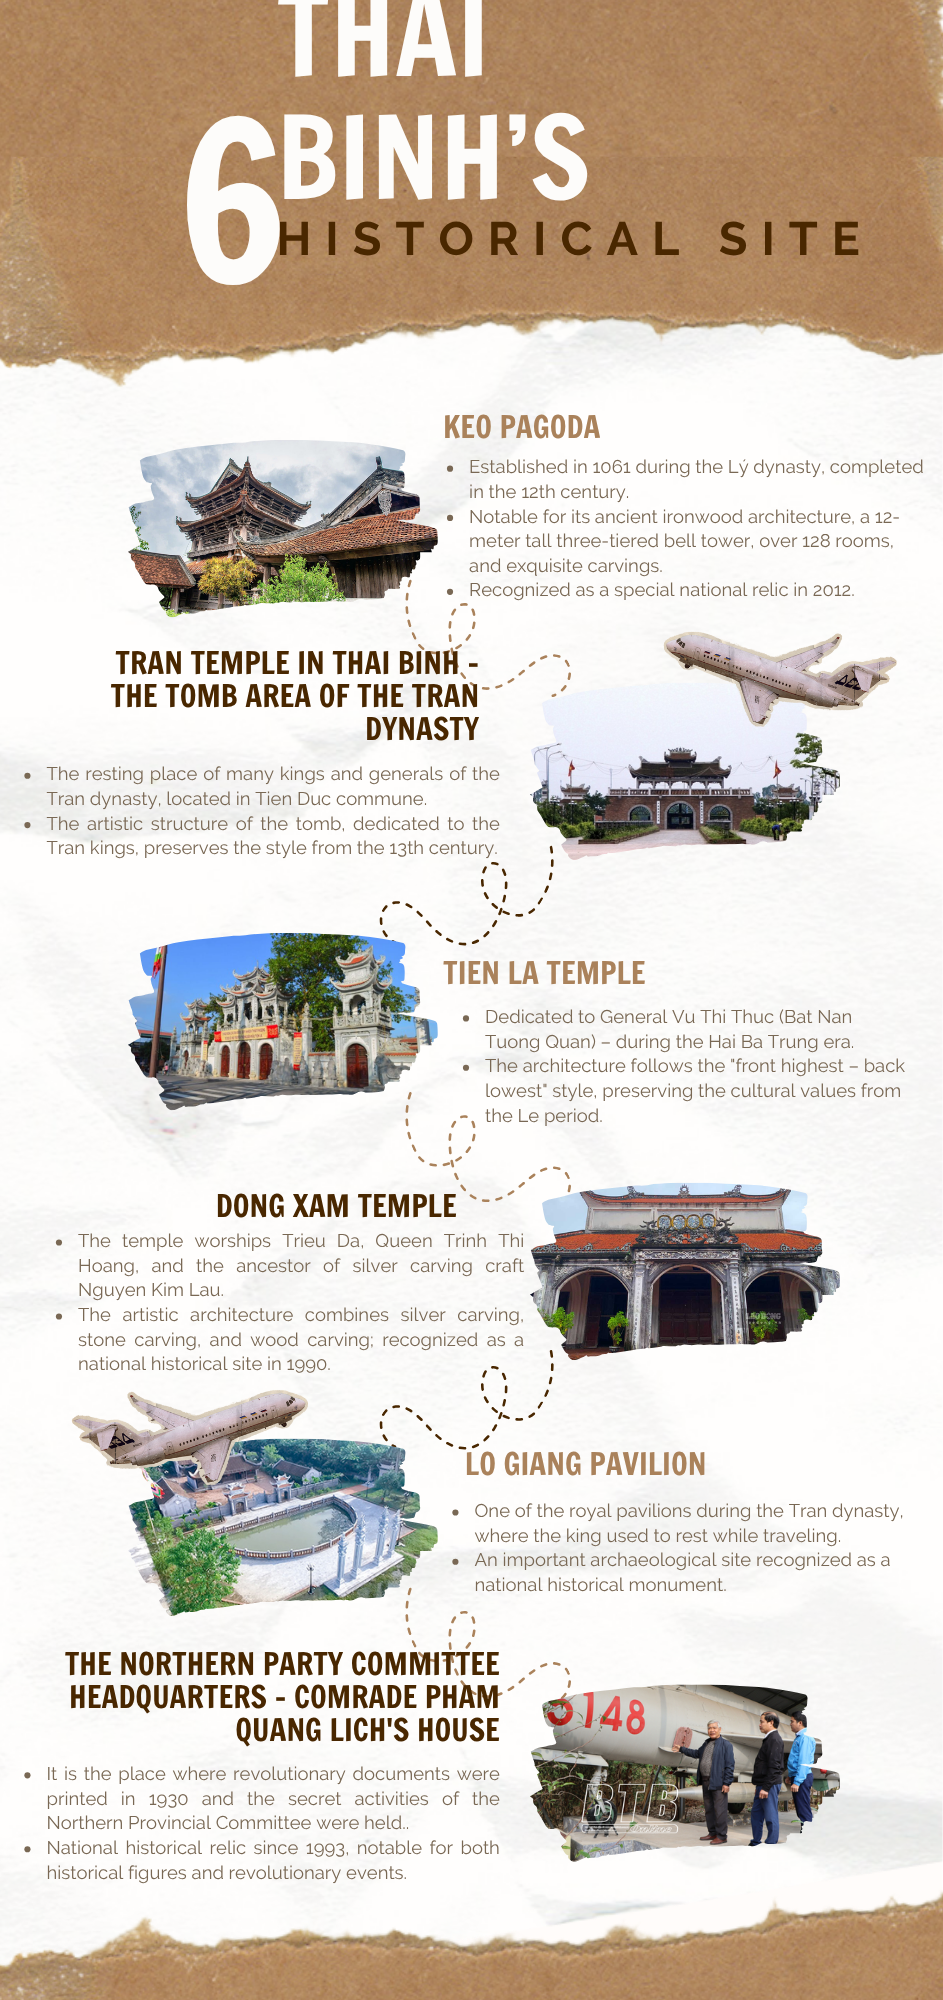 THAI
6 BINH'S
HISTORICAL SITE
KEO PAGODA
• Established in 1061 during the Lý dynasty, completed
in the 12th century.
• Notable for its ancient ironwood architecture, a 12-
meter tall three-tiered bell tower, over 128 rooms,
and exquisite carvings.
• Recognized as a special national relic in 2012.
TRAN TEMPLE IN THAI BINH -
THE TOMB AREA OF THE TRAN
DYNASTY
• The resting place of many kings and generals of the
Tran dynasty, located in Tien Duc commune.
• The artistic structure of the tomb, dedicated to the
Tran kings, preserves the style from the 13th century.
TIEN LA TEMPLE
• Dedicated to General Vu Thi Thuc (Bat Nan
Tuong Quan) – during the Hai Ba Trung era.
• The architecture follows the "front highest – back
lowest" style, preserving the cultural values from
the Le period.
DONG XAM TEMPLE
• The temple worships Trieu Da, Queen Trinh Thi
Hoang, and the ancestor of silver carving craft
Nguyen Kim Lau.
• The artistic architecture combines silver carving,
stone carving, and wood carving; recognized as a
national historical site in 1990.
LAO ĐỘNG
LO GIANG PAVILION
• One of the royal pavilions during the Tran dynasty,
where the king used to rest while traveling.
• An important archaeological site recognized as a
national historical monument.
THE NORTHERN PARTY COMMITTEE
HEADQUARTERS - COMRADE PHAM
QUANG LICH'S HOUSE
• It is the place where revolutionary documents were
printed in 1930 and the secret activities of the
Northern Provincial Committee were held..
• National historical relic since 1993, notable for both
historical figures and revolutionary events.
5148
BTB